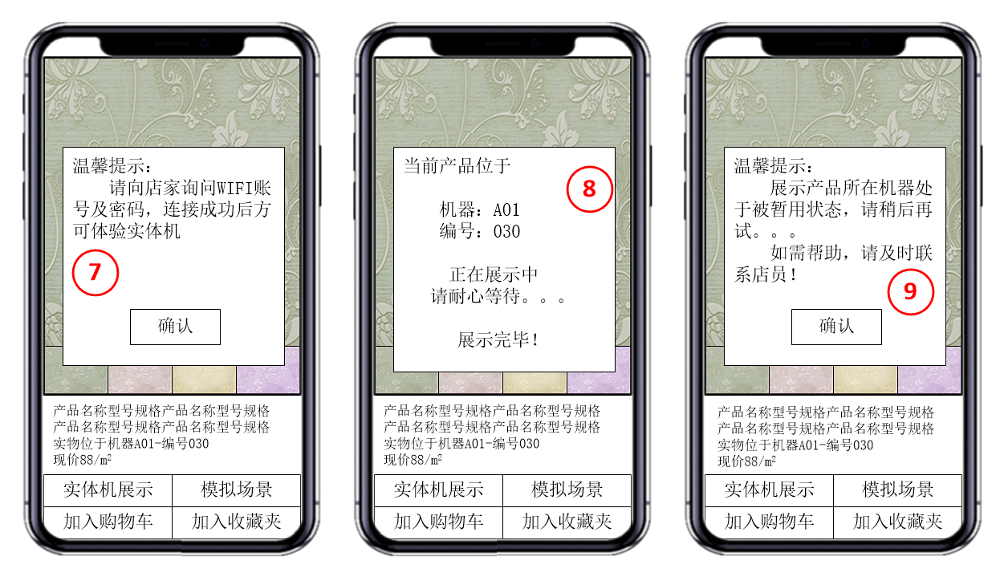 温馨提示：
请向店家询问WIFI账
号及密码，连接成功后方
可体验实体机
7
确认
产品名称型号规格产品名称型号规格
产品名称型号规格产品名称型号规格
实物位于机器A01-编号030
现价88/m²
实体机展示
模拟场景
加入购物车
加入收藏夹
当前产品位于
8
机器：A01
编号：030
正在展示中
请耐心等待。。。
展示完毕！
产品名称型号规格产品名称型号规格
产品名称型号规格产品名称型号规格
实物位于机器A01-编号030
现价88/m²
实体机展示
模拟场景
加入购物车
加入收藏夹
温馨提示：
展示产品所在机器处
于被暂用状态，请稍后再
试。。。
如需帮助，请及时联
系店员！
9
确认
产品名称型号规格产品名称型号规格
产品名称型号规格产品名称型号规格
实物位于机器A01-编号030
现价88/m²
实体机展示
模拟场景
加入购物车
加入收藏夹